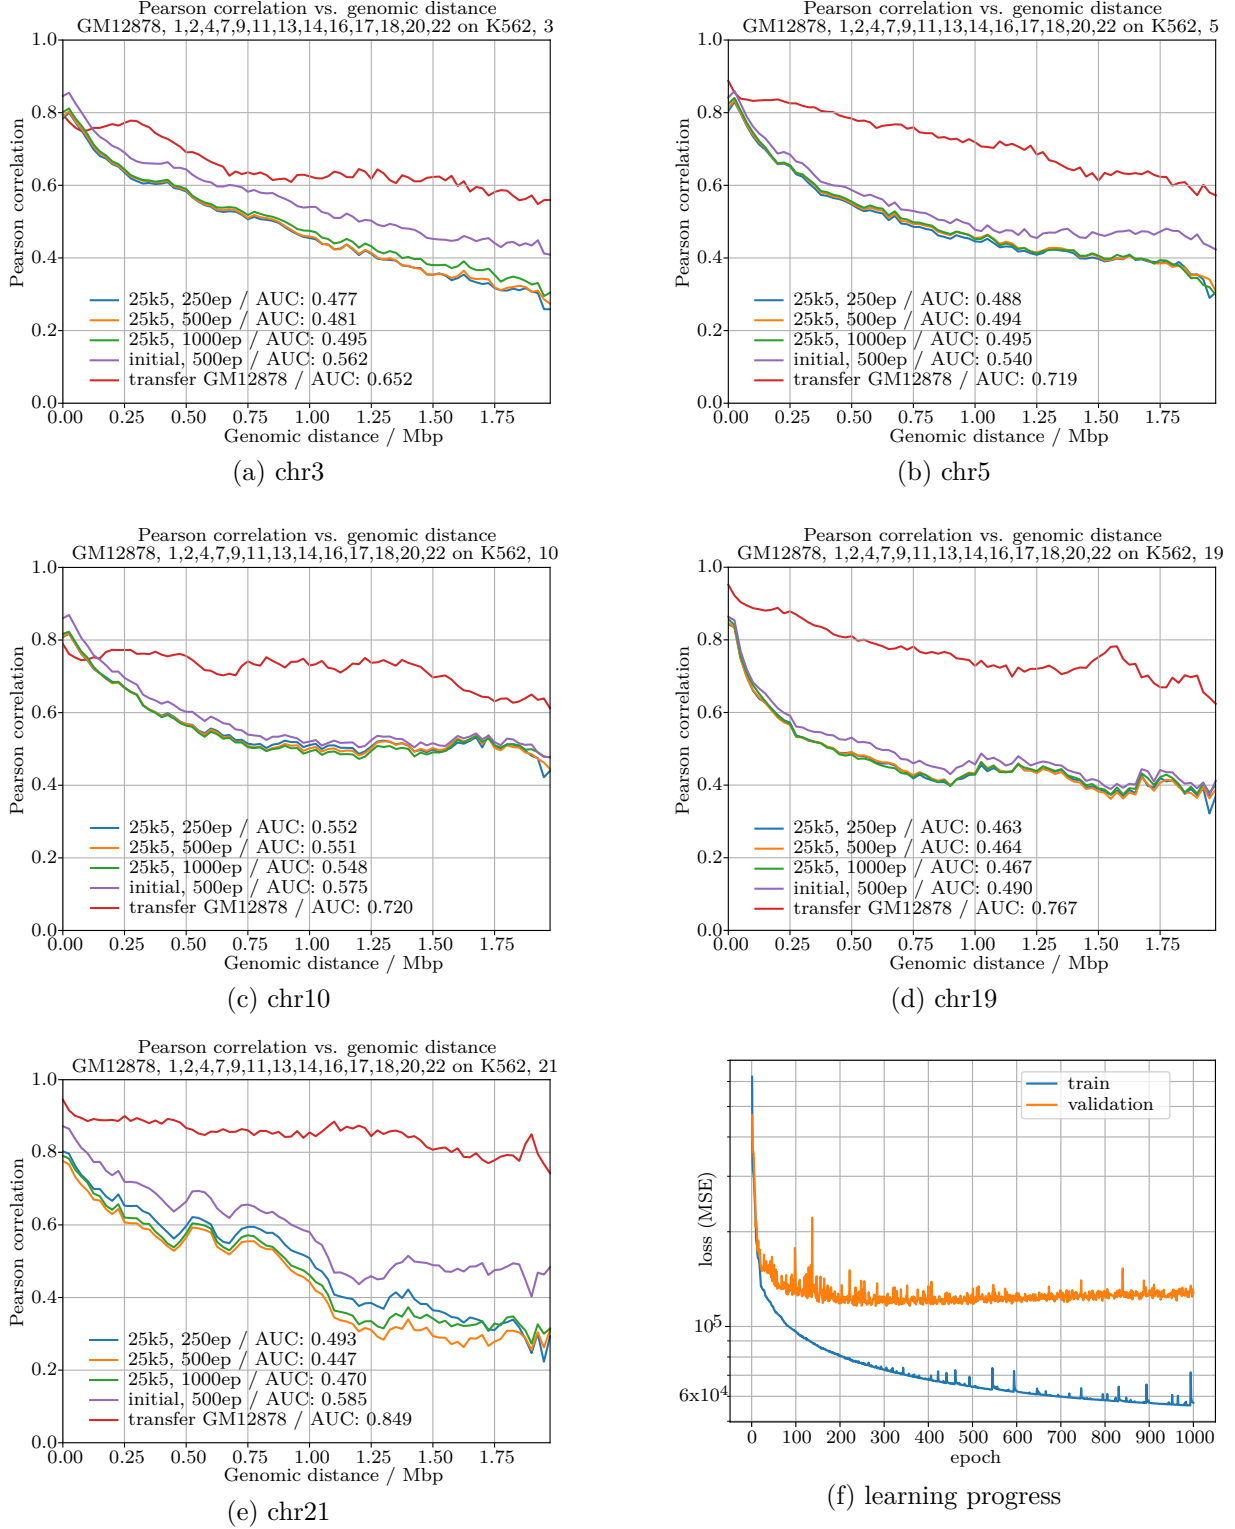 Pearson correlation vs. genomic distance
GM12878, 1,2,4,7,9,11,13,14,16,17,18,20,22 on K562, 3
1.0
0.8
0.6
0.4
0.2
0.0
Pearson correlation
25k5, 250ep / AUC: 0.477
25k5, 500ep / AUC: 0.481
25k5, 1000ep / AUC: 0.495
initial, 500ep / AUC: 0.562
transfer GM12878 / AUC: 0.652
0.00 0.25 0.50 0.75 1.00 1.25 1.50 1.75
Genomic distance / Mbp
(a) chr3
Pearson correlation vs. genomic distance
GM12878, 1,2,4,7,9,11,13,14,16,17,18,20,22 on K562, 5
1.0
0.8
0.6
0.4
0.2
0.0
Pearson correlation
25k5, 250ep / AUC: 0.488
25k5, 500ep / AUC: 0.494
25k5, 1000ep / AUC: 0.495
initial, 500ep / AUC: 0.540
transfer GM12878 / AUC: 0.719
0.00 0.25 0.50 0.75 1.00 1.25 1.50 1.75
Genomic distance / Mbp
(b) chr5
Pearson correlation vs. genomic distance
GM12878, 1,2,4,7,9,11,13,14,16,17,18,20,22 on K562, 10
1.0
0.8
0.6
0.4
0.2
0.0
Pearson correlation
25k5, 250ep / AUC: 0.552
25k5, 500ep / AUC: 0.551
25k5, 1000ep / AUC: 0.548
initial, 500ep / AUC: 0.575
transfer GM12878 / AUC: 0.720
0.00 0.25 0.50 0.75 1.00 1.25 1.50 1.75
Genomic distance / Mbp
(c) chr10
Pearson correlation vs. genomic distance
GM12878, 1,2,4,7,9,11,13,14,16,17,18,20,22 on K562, 19
1.0
0.8
0.6
0.4
0.2
0.0
Pearson correlation
25k5, 250ep / AUC: 0.463
25k5, 500ep / AUC: 0.464
25k5, 1000ep / AUC: 0.467
initial, 500ep / AUC: 0.490
transfer GM12878 / AUC: 0.767
0.00 0.25 0.50 0.75 1.00 1.25 1.50 1.75
Genomic distance / Mbp
(d) chr19
Pearson correlation vs. genomic distance
GM12878, 1,2,4,7,9,11,13,14,16,17,18,20,22 on K562, 21
1.0
0.8
0.6
0.4
0.2
0.0
Pearson correlation
25k5, 250ep / AUC: 0.493
25k5, 500ep / AUC: 0.447
25k5, 1000ep / AUC: 0.470
initial, 500ep / AUC: 0.585
transfer GM12878 / AUC: 0.849
0.00 0.25 0.50 0.75 1.00 1.25 1.50 1.75
Genomic distance / Mbp
(e) chr21
train
validation
loss (MSE)
10⁵
6x10⁴
0 100 200 300 400 500 600 700 800 900 1000
epoch
(f) learning progress